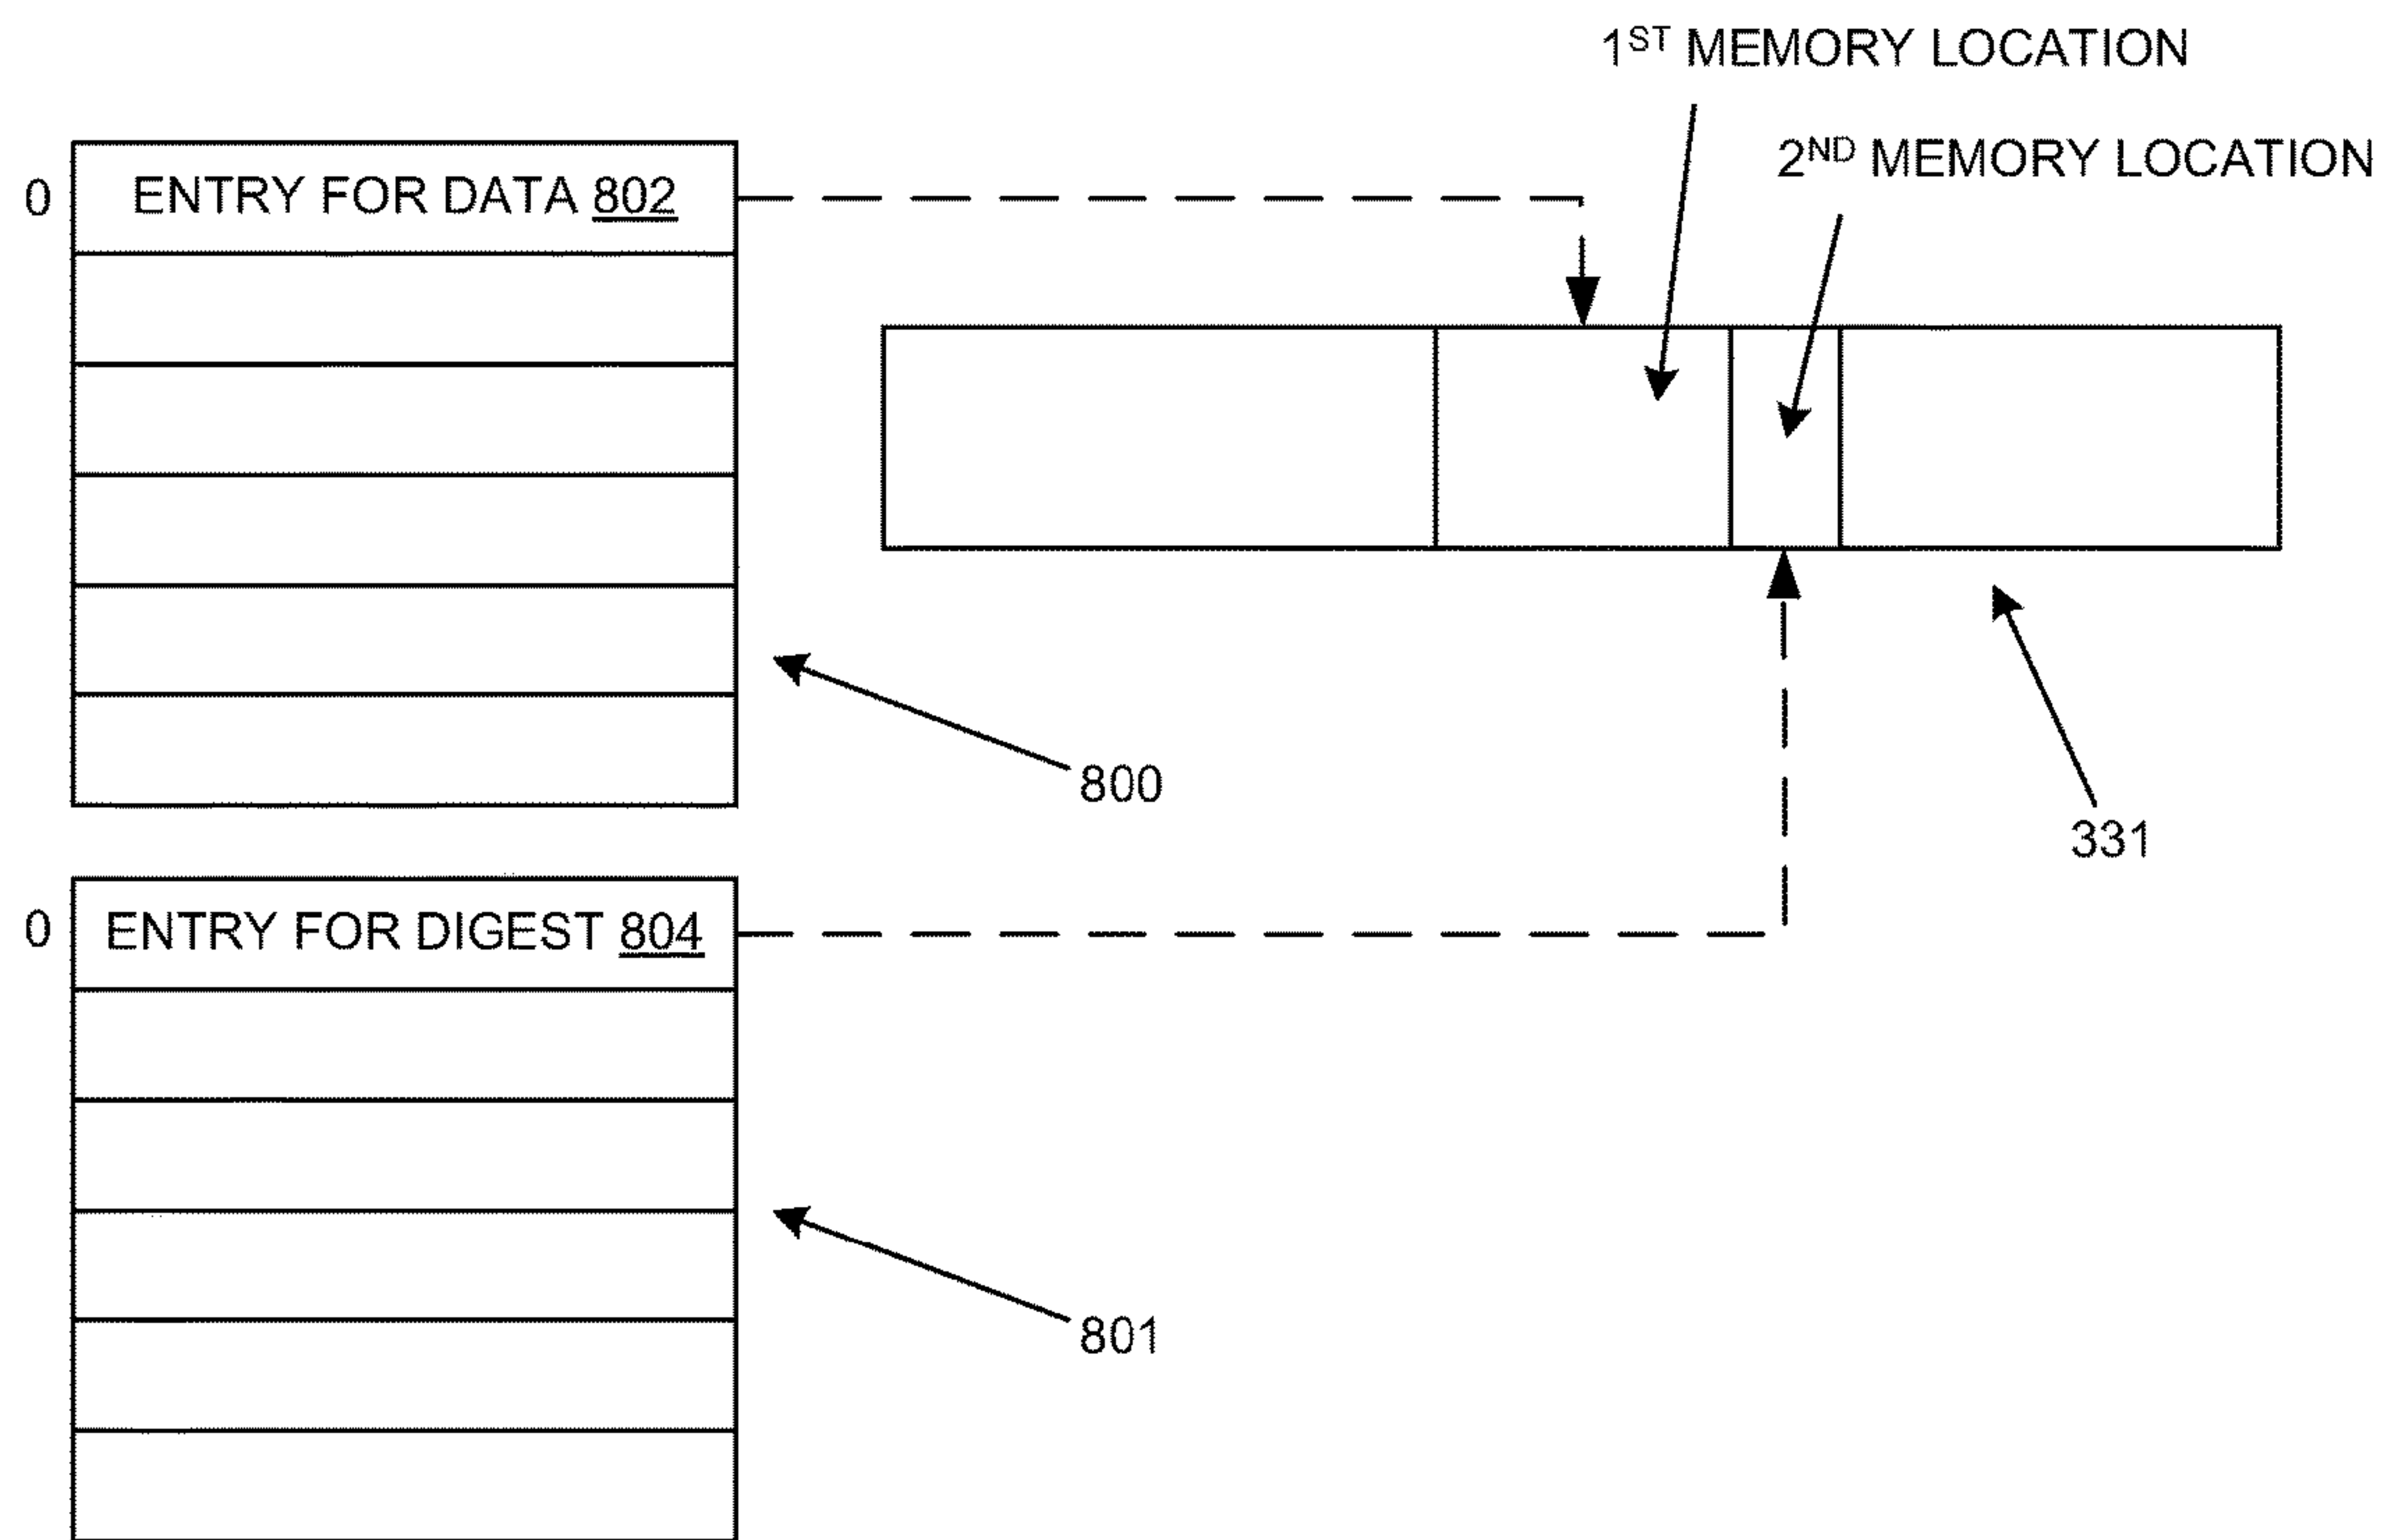 1ST MEMORY LOCATION
2ND MEMORY LOCATION
0 ENTRY FOR DATA 802
800
331
0 ENTRY FOR DIGEST 804
801